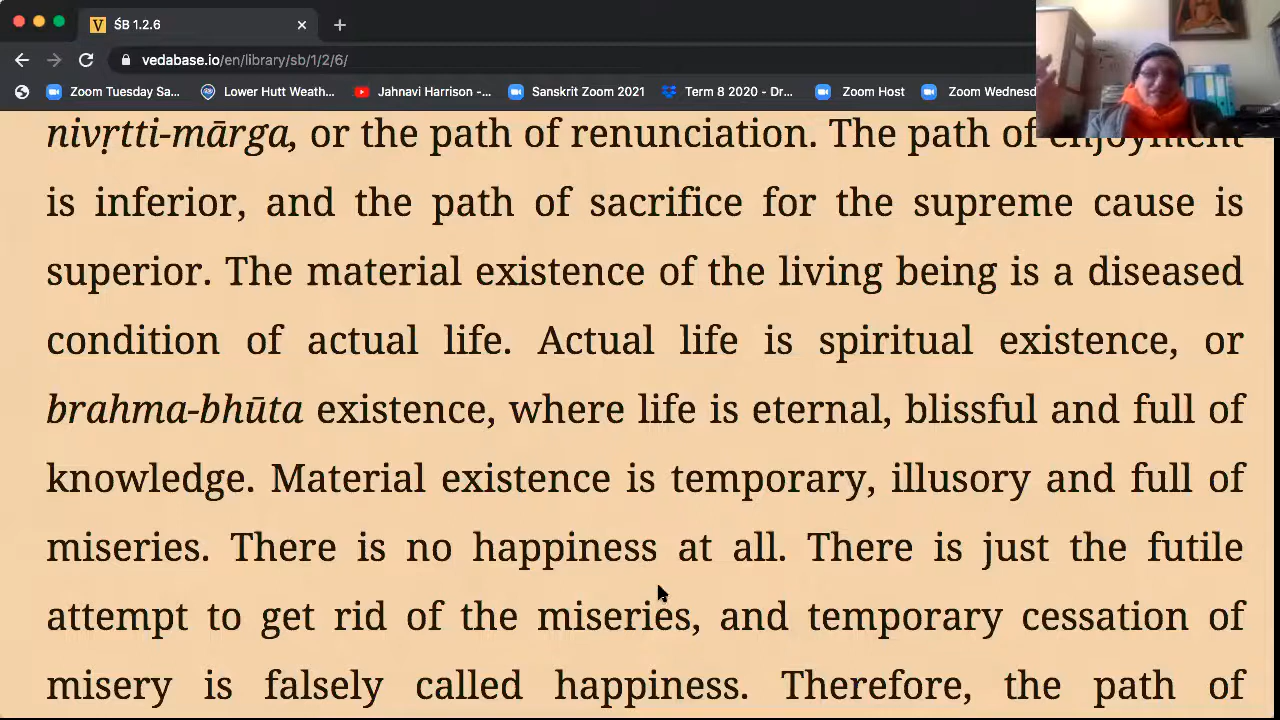 ŚB 1.2.6
vedabase.io/en/library/sb/1/2/6/
Zoom Tuesday Sa... Lower Hutt Weath... Jahnavi Harrison -... Sanskrit Zoom 2021 Term 8 2020 - Dr... Zoom Host Zoom Wednesd
nivṛtti-mārga, or the path of renunciation. The path of enjoyment
is inferior, and the path of sacrifice for the supreme cause is
superior. The material existence of the living being is a diseased
condition of actual life. Actual life is spiritual existence, or
brahma-bhūta existence, where life is eternal, blissful and full of
knowledge. Material existence is temporary, illusory and full of
miseries. There is no happiness at all. There is just the futile
attempt to get rid of the miseries, and temporary cessation of
misery is falsely called happiness. Therefore, the path of